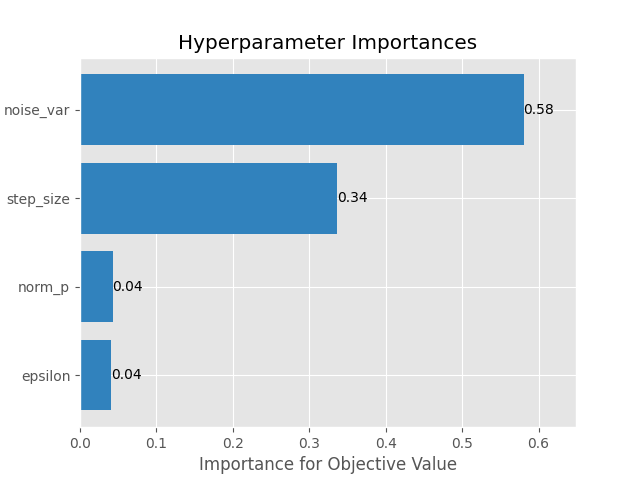 Hyperparameter Importances
noise_var
0.58
step_size
0.34
norm_p
0.04
epsilon
0.04
0.0 0.1 0.2 0.3 0.4 0.5 0.6
Importance for Objective Value